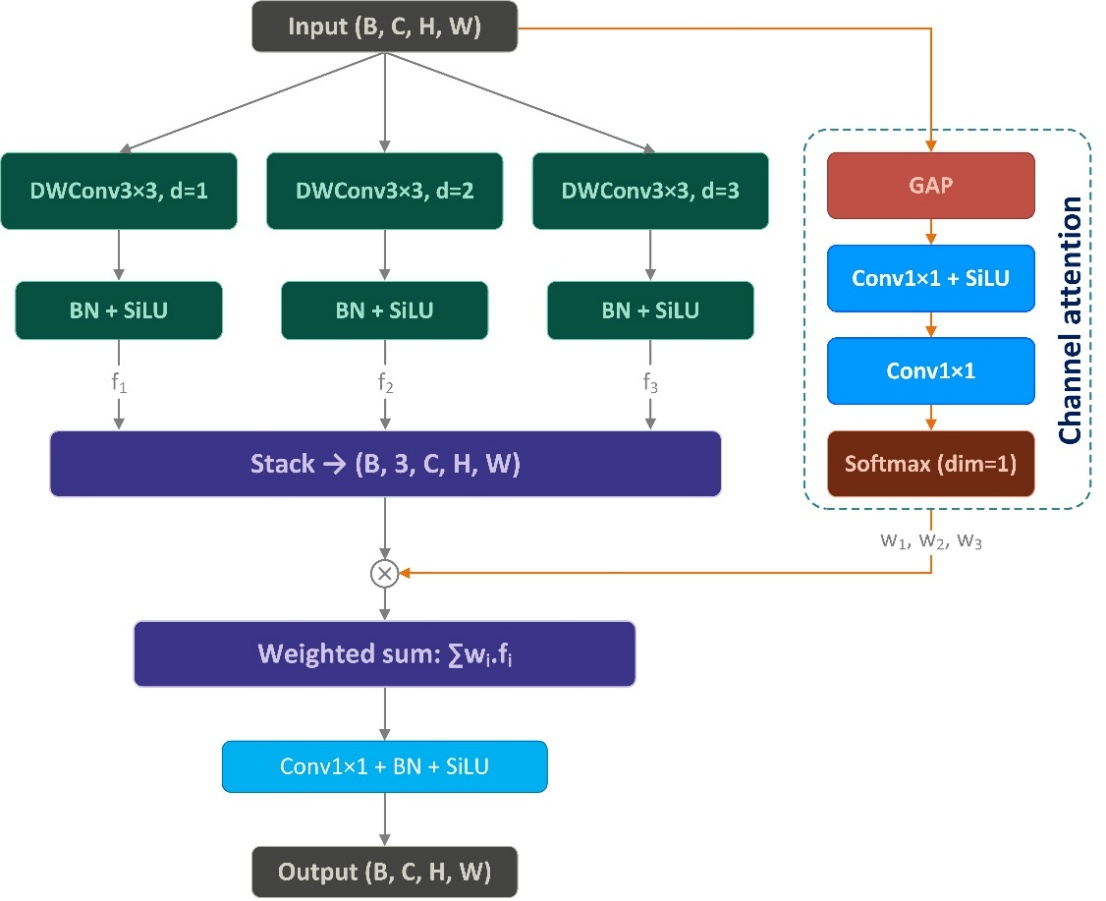 Input (B, C, H, W)
DWConv3×3, d=1
DWConv3×3, d=2
DWConv3×3, d=3
BN + SiLU
BN + SiLU
BN + SiLU
f₁
f₂
f₃
Stack → (B, 3, C, H, W)
GAP
Conv1×1 + SiLU
Conv1×1
Softmax (dim=1)
Channel attention
w₁, w₂, w₃
Weighted sum: ∑wᵢ.fᵢ
Conv1×1 + BN + SiLU
Output (B, C, H, W)